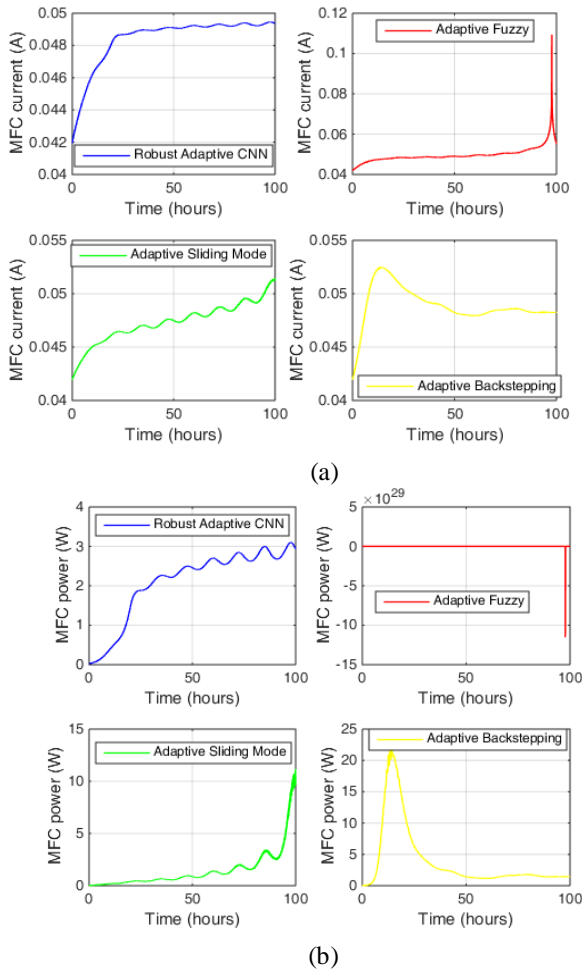 0.05
0.048
0.046
0.044
0.042
0.04
MFC current (A)
Robust Adaptive CNN
0 50 100
Time (hours)
0.12
0.1
0.08
0.06
0.04
MFC current (A)
Adaptive Fuzzy
0 50 100
Time (hours)
0.055
0.05
0.045
0.04
MFC current (A)
Adaptive Sliding Mode
0 50 100
Time (hours)
0.055
0.05
0.045
0.04
MFC current (A)
Adaptive Backstepping
0 50 100
Time (hours)
(a)
4
3
2
1
0
MFC power (W)
Robust Adaptive CNN
0 50 100
Time (hours)
×10^29
5
0
-5
-10
-15
MFC power (W)
Adaptive Fuzzy
0 50 100
Time (hours)
15
10
5
0
MFC power (W)
Adaptive Sliding Mode
0 50 100
Time (hours)
25
20
15
10
5
0
MFC power (W)
Adaptive Backstepping
0 50 100
Time (hours)
(b)